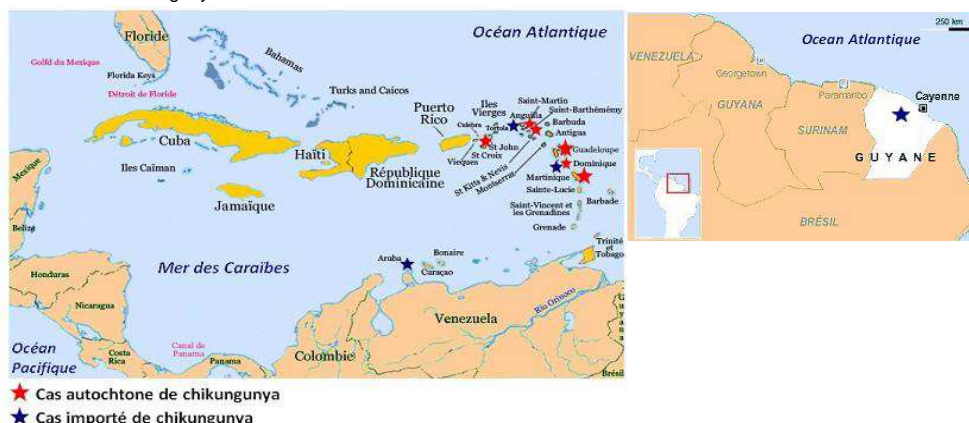 Floride
Océan Atlantique
Golfd du Mexique
Bahamas
Florida Keys
Détroit de Floride
Turks and Caicos
Cuba
Iles Caïman
Jamaïque
Haïti
République
Dominicaine
Puerto
Rico
Iles
Vierges
Culebra
Tortola
Anguilla
Saint-Martin
Saint-Barthémémy
Barbuda
Antigua
Vieques
St Croix
St John
St Kitts & Nevis
Montserrat
Guadeloupe
Dominique
Martinique
Sainte-Lucie
Barbade
Saint-Vincent et
les Grenadines
Grenade
Trinité
et
Tobago
Mexique
Belize
Honduras
Nicaragua
Costa
Rica
Canal de
Panama
Panama
Mer des Caraïbes
Aruba
Bonaire
Curaçao
Océan
Pacifique
Colombie
Venezuela
Rio Orinoco
Guyana
Brésil
250 km
Ocean Atlantique
VENEZUELA
Georgetown
GUYANA
Paramaribo
SURINAM
Cayenne
GUYANE
BRÉSIL
Cas autochtone de chikungunya
Cas importé de chikungunya